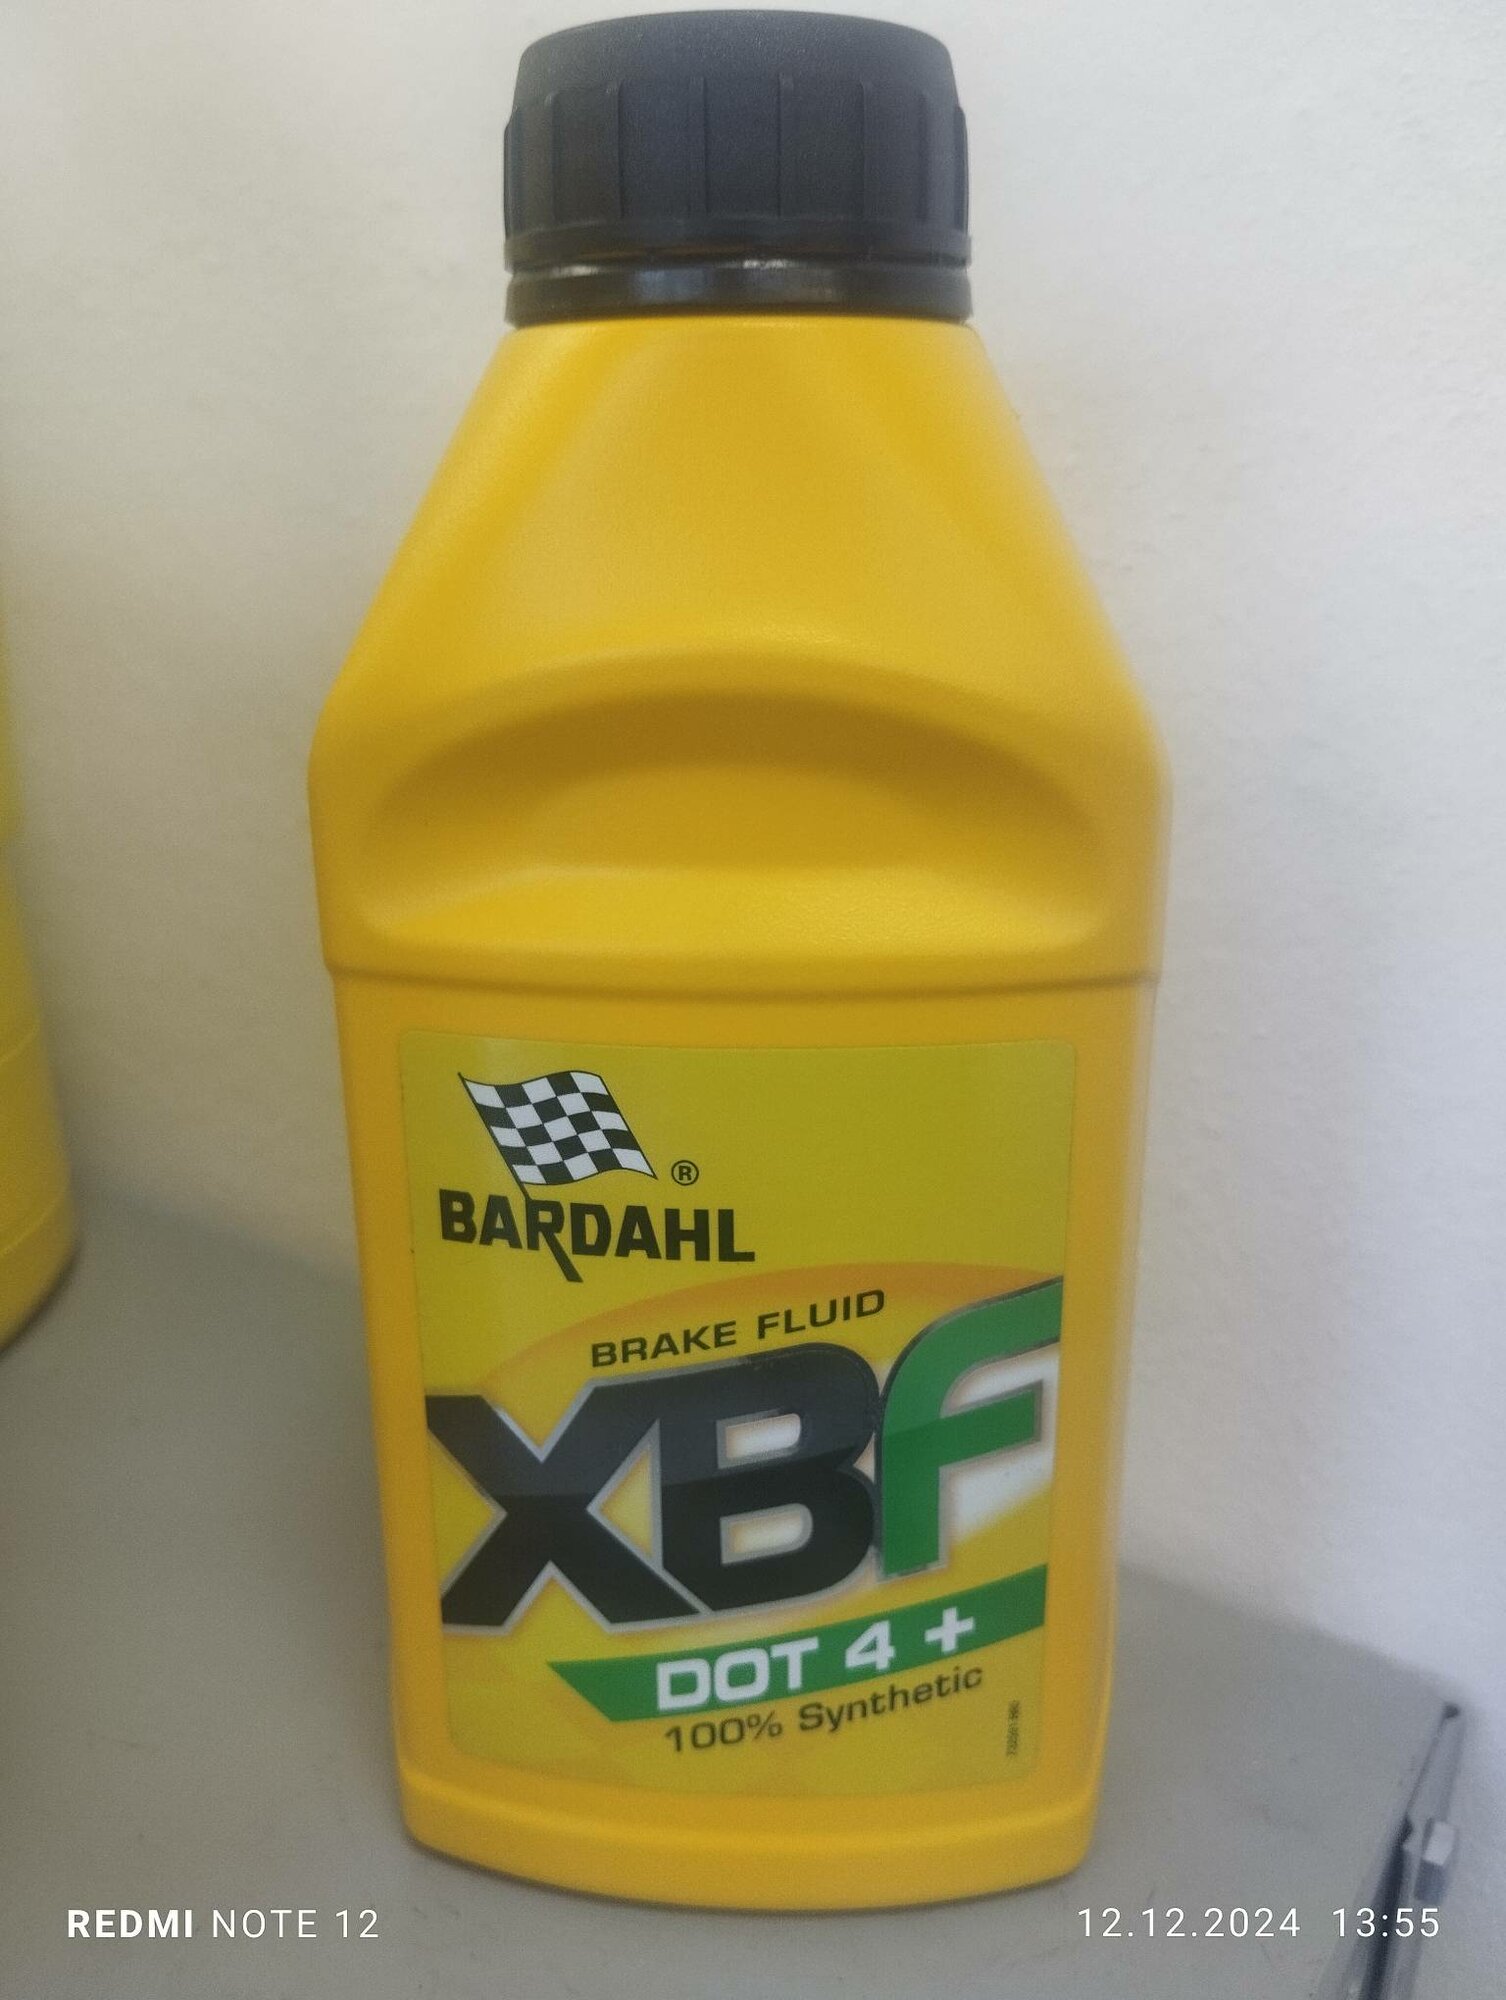 ®
BARDAHL
BRAKE FLUID
XBF
DOT 4 +
100% Synthetic
REDMI NOTE 12
12.12.2024 13:55